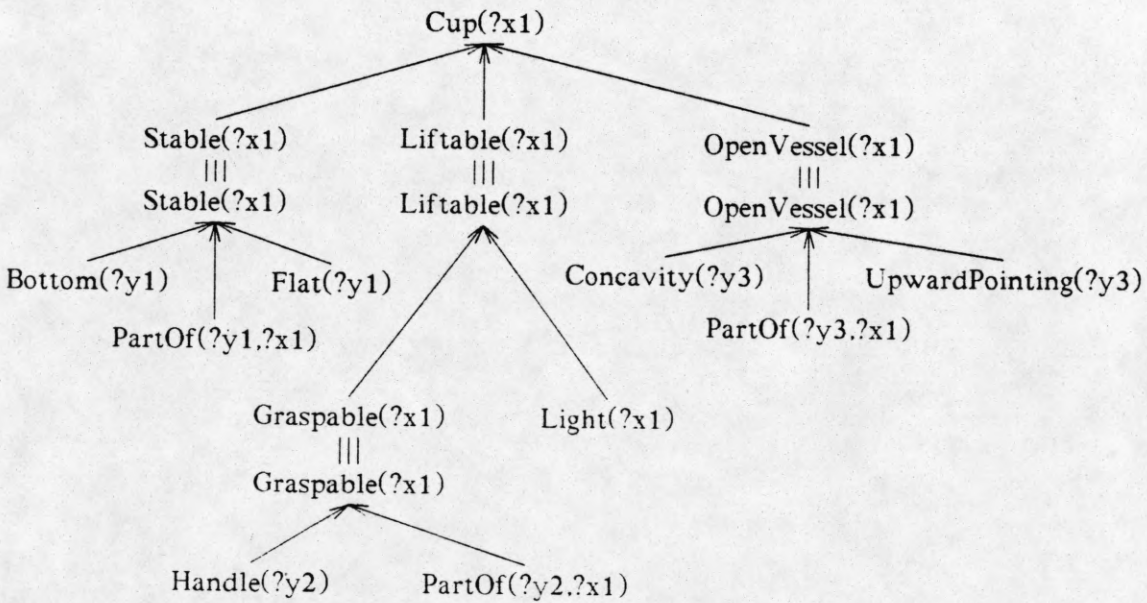 Cup(?x1)
Stable(?x1) Liftable(?x1) OpenVessel(?x1)
||| ||| |||
Stable(?x1) Liftable(?x1) OpenVessel(?x1)
Bottom(?y1) Flat(?y1) Concavity(?y3) UpwardPointing(?y3)
PartOf(?y1,?x1) PartOf(?y3,?x1)
Graspable(?x1) Light(?x1)
|||
Graspable(?x1)
Handle(?y2) PartOf(?y2,?x1)